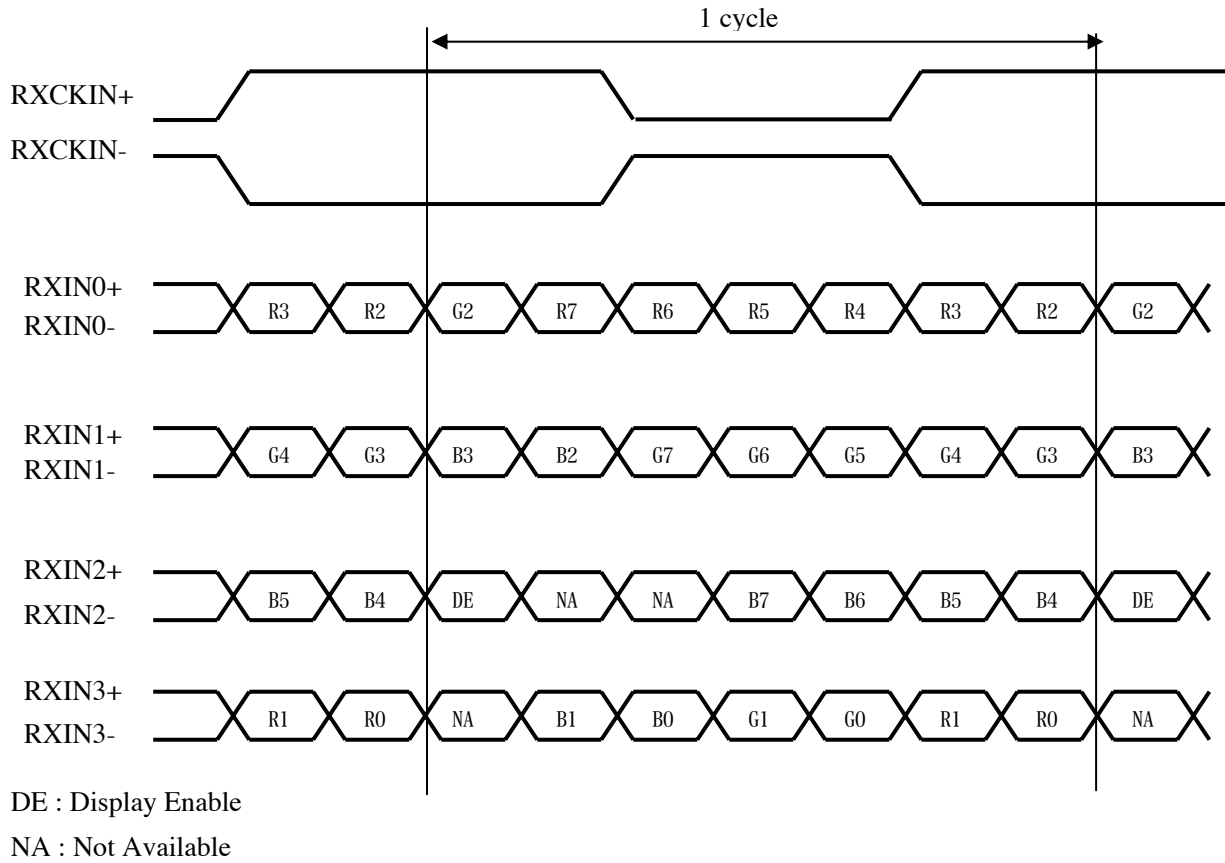 1 cycle
RXCKIN+
RXCKIN-
RXIN0+
RXIN0-
R3 R2 G2 R7 R6 R5 R4 R3 R2 G2
RXIN1+
RXIN1-
G4 G3 B3 B2 G7 G6 G5 G4 G3 B3
RXIN2+
RXIN2-
B5 B4 DE NA NA B7 B6 B5 B4 DE
RXIN3+
RXIN3-
R1 R0 NA B1 B0 G1 G0 R1 R0 NA
DE : Display Enable
NA : Not Available